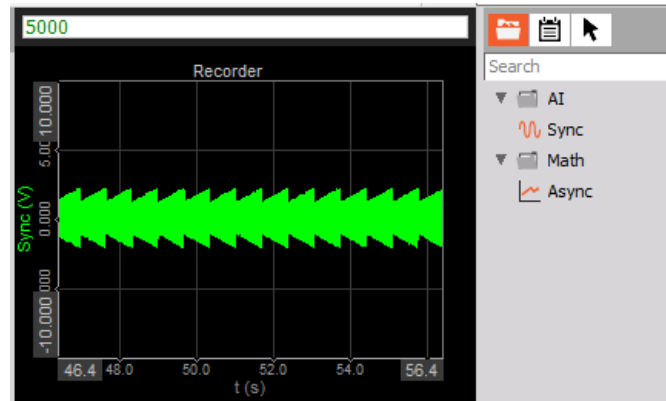 5000
Recorder
10.000
5.00
0.000
000
-10.000
Sync (V)
46.4 48.0 50.0 52.0 54.0 56.4
t (s)
Search
AI
Sync
Math
Async